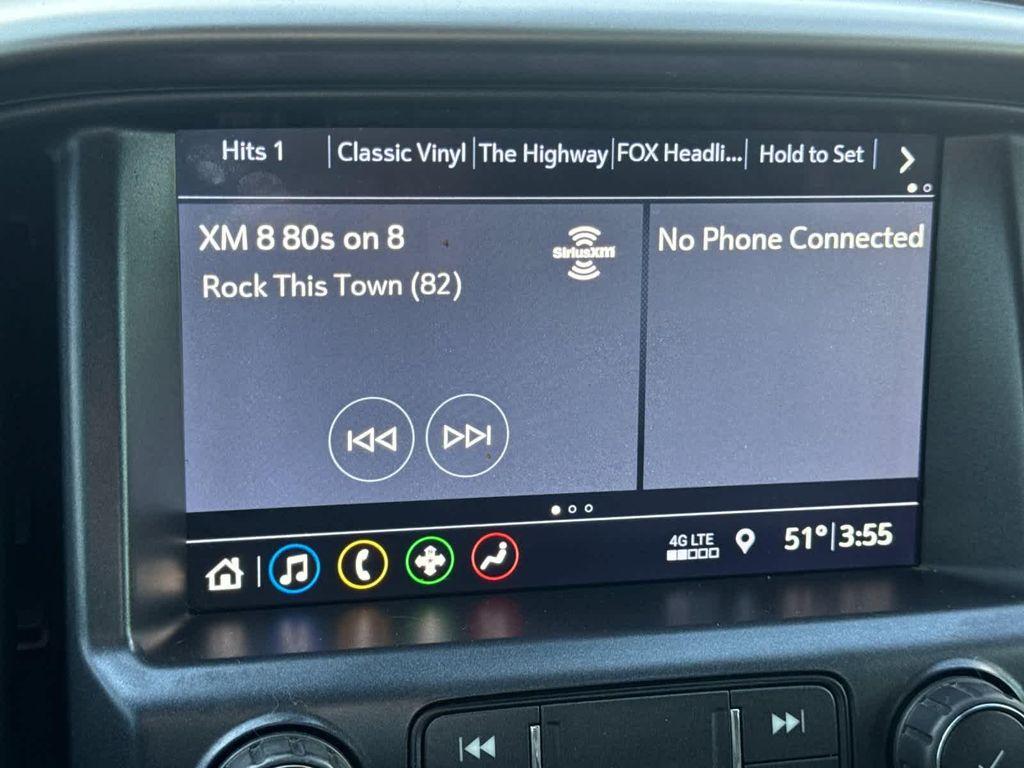 Hits 1 Classic Vinyl The Highway FOX Headli... Hold to Set
XM 8 80s on 8
SiriusXM
No Phone Connected
Rock This Town (82)
4G LTE
51° 3:55